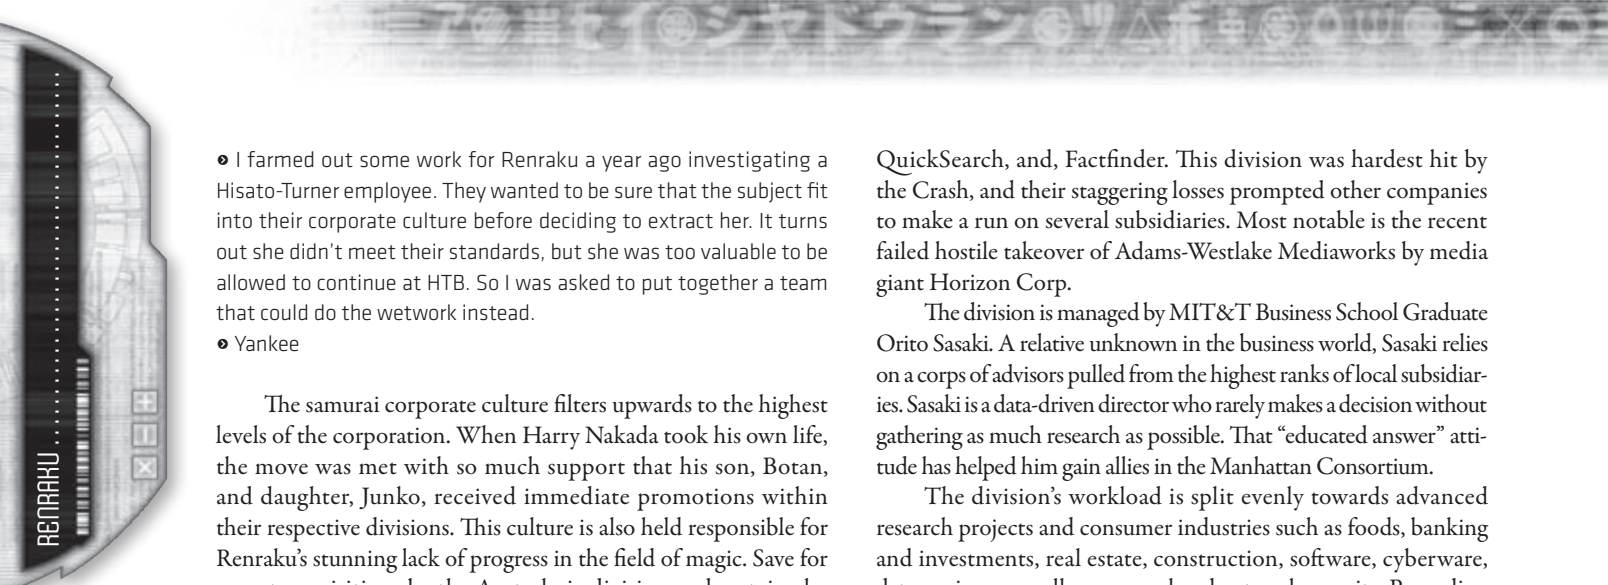 RENRAKU
I farmed out some work for Renraku a year ago investigating a
Hisato-Turner employee. They wanted to be sure that the subject fit
into their corporate culture before deciding to extract her. It turns
out she didn't meet their standards, but she was too valuable to be
allowed to continue at HTB. So I was asked to put together a team
that could do the wetwork instead.
Yankee
The samurai corporate culture filters upwards to the highest
levels of the corporation. When Harry Nakada took his own life,
the move was met with so much support that his son, Botan,
and daughter, Junko, received immediate promotions within
their respective divisions. This culture is also held responsible for
Renraku's stunning lack of progress in the field of magic. Save for
QuickSearch, and, Factfinder. This division was hardest hit by
the Crash, and their staggering losses prompted other companies
to make a run on several subsidiaries. Most notable is the recent
failed hostile takeover of Adams-Westlake Mediaworks by media
giant Horizon Corp.
The division is managed by MIT&T Business School Graduate
Orito Sasaki. A relative unknown in the business world, Sasaki relies
on a corps of advisors pulled from the highest ranks of local subsidiar-
ies. Sasaki is a data-driven director who rarely makes a decision without
gathering as much research as possible. That “educated answer” atti-
tude has helped him gain allies in the Manhattan Consortium.
The division's workload is split evenly towards advanced
research projects and consumer industries such as foods, banking
and investments, real estate, construction, software, cyberware,